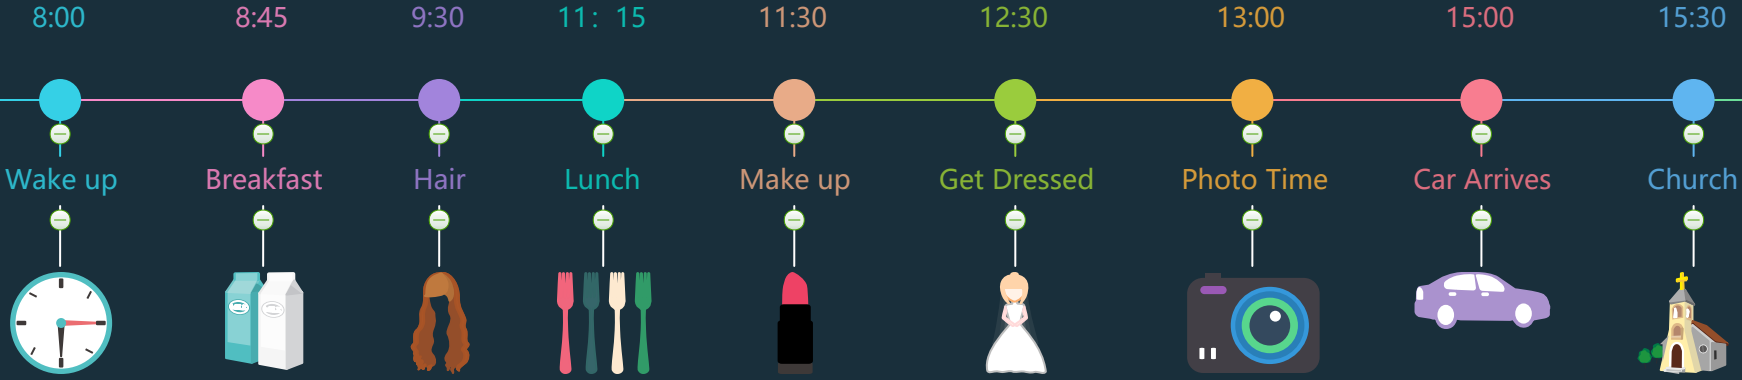 8:00 8:45 9:30 11: 15 11:30 12:30 13:00 15:00 15:30
Wake up Breakfast Hair Lunch Make up Get Dressed Photo Time Car Arrives Church